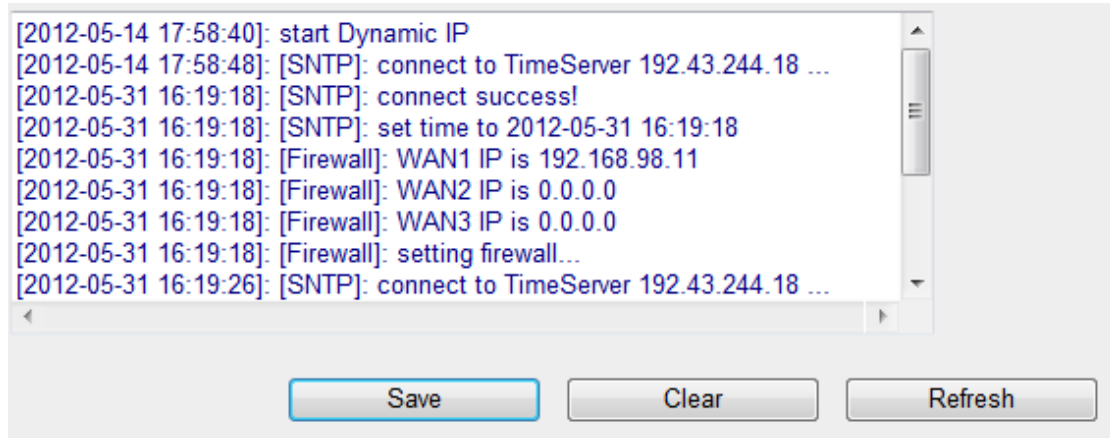 [2012-05-14 17:58:40]: start Dynamic IP
[2012-05-14 17:58:48]: [SNTP]: connect to TimeServer 192.43.244.18 ...
[2012-05-31 16:19:18]: [SNTP]: connect success!
[2012-05-31 16:19:18]: [SNTP]: set time to 2012-05-31 16:19:18
[2012-05-31 16:19:18]: [Firewall]: WAN1 IP is 192.168.98.11
[2012-05-31 16:19:18]: [Firewall]: WAN2 IP is 0.0.0.0
[2012-05-31 16:19:18]: [Firewall]: WAN3 IP is 0.0.0.0
[2012-05-31 16:19:18]: [Firewall]: setting firewall...
[2012-05-31 16:19:26]: [SNTP]: connect to TimeServer 192.43.244.18 ...
Save Clear Refresh